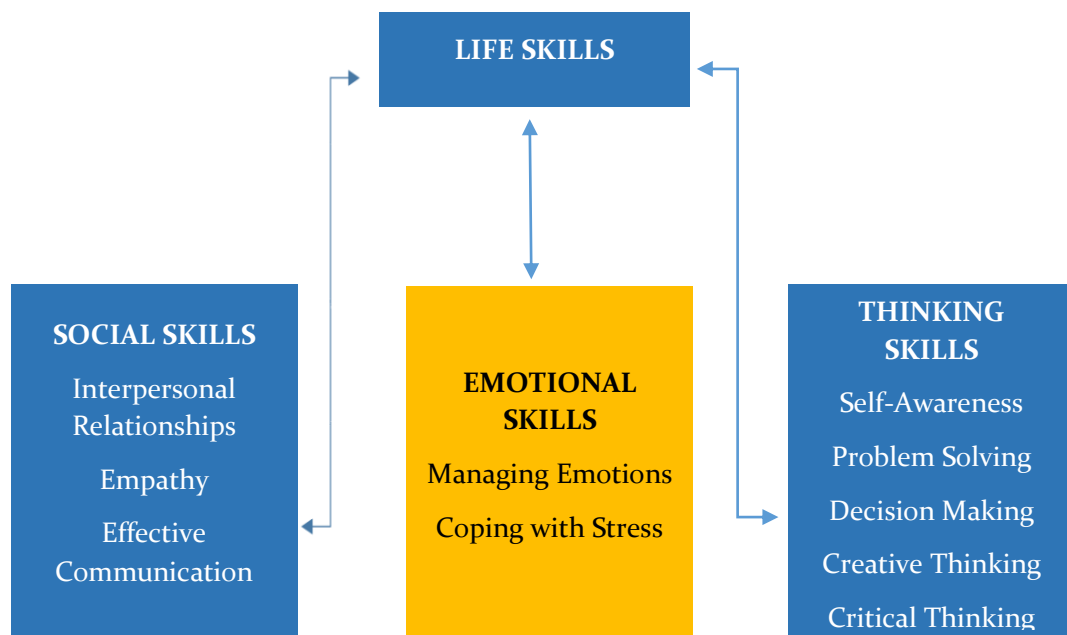 LIFE SKILLS
SOCIAL SKILLS
Interpersonal
Relationships
Empathy
Effective
Communication
EMOTIONAL
SKILLS
Managing Emotions
Coping with Stress
THINKING
SKILLS
Self-Awareness
Problem Solving
Decision Making
Creative Thinking
Critical Thinking